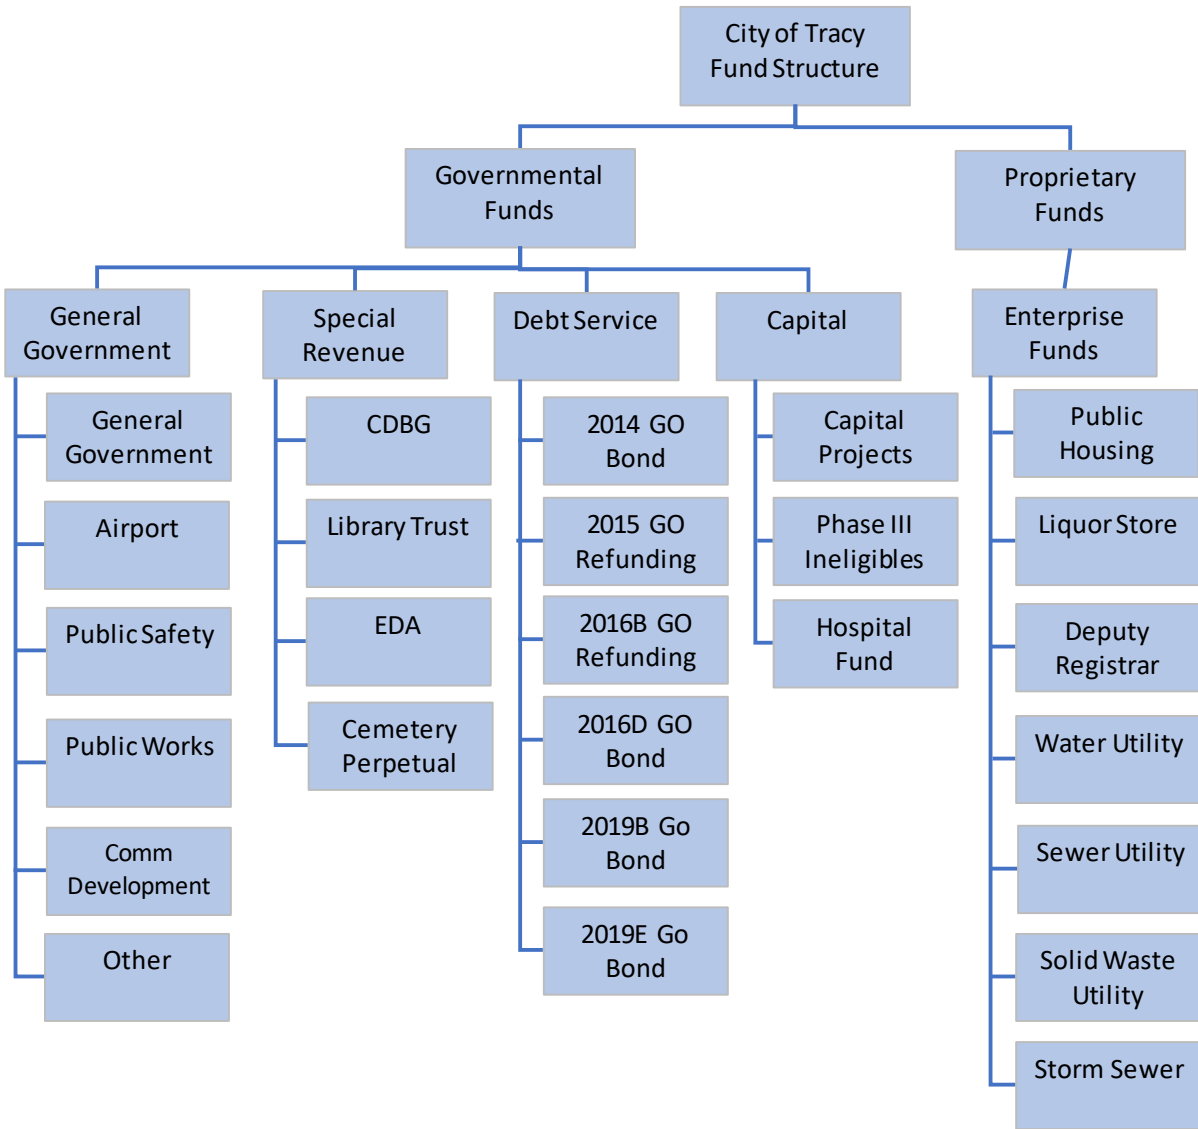 City of Tracy
Fund Structure
Governmental
Funds
Proprietary
Funds
General
Government
Special
Revenue
Debt Service
Capital
Enterprise
Funds
General
Government
Airport
Public Safety
Public Works
Comm
Development
Other
CDBG
Library Trust
EDA
Cemetery
Perpetual
2014 GO
Bond
2015 GO
Refunding
2016B GO
Refunding
2016D GO
Bond
2019B Go
Bond
2019E Go
Bond
Capital
Projects
Phase III
Ineligibles
Hospital
Fund
Public
Housing
Liquor Store
Deputy
Registrar
Water Utility
Sewer Utility
Solid Waste
Utility
Storm Sewer